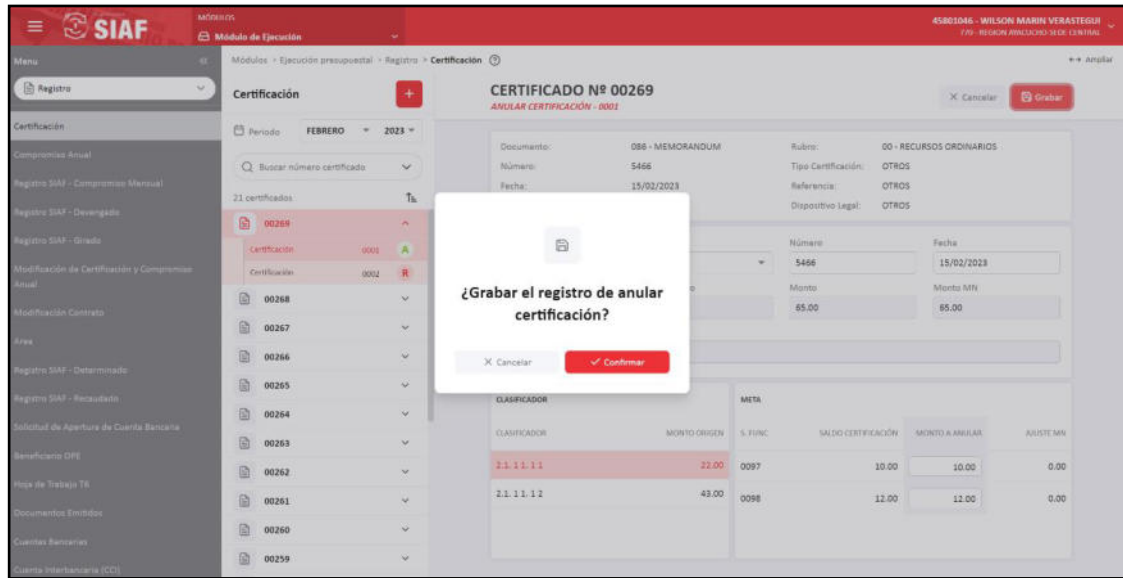 SIAF
MÓDULOS
Módulo de Ejecución
45801046 - WILSON MARIN VERASTEGUI
770 - REGION AYACUCHO-SEDE CENTRAL
Menu
Registro
Certificación
Compromiso Anual
Registro SIAF - Compromiso Mensual
Registro SIAF - Devengado
Registro SIAF - Girado
Modificación de Certificación y Compromiso
Anual
Modificación Contrato
Area
Registro SIAF - Determinado
Registro SIAF - Recaudado
Solicitud de Apertura de Cuenta Bancaria
Beneficiario OPE
Hoja de Trabajo T6
Documentos Emitidos
Cuentas Bancarias
Cuenta Interbancaria (CCI)
Módulos > Ejecución presupuestal > Registro > Certificación
Ampliar
Certificación
+
Periodo FEBRERO 2023
Buscar número certificado
21 certificados
00269
Certificación 0001 A
Certificación 0002 R
00268
00267
00266
00265
00264
00263
00262
00261
00260
00259
CERTIFICADO Nº 00269
ANULAR CERTIFICACIÓN - 0001
Cancelar
Grabar
Documento: 086 - MEMORANDUM
Número: 5466
Fecha: 15/02/2023
Rubro: 00 - RECURSOS ORDINARIOS
Tipo Certificación: OTROS
Referencia: OTROS
Dispositivo Legal: OTROS
Número Fecha
5466 15/02/2023
Monto Monto MN
65.00 65.00
¿Grabar el registro de anular
certificación?
Cancelar
Confirmar
CLASIFICADOR META
CLASIFICADOR MONTO ORIGEN S. FUNC SALDO CERTIFICACIÓN MONTO A ANULAR AJUSTE MN
2.1. 1 1. 1 1 22.00 0097 10.00 10.00 0.00
2.1. 1 1. 1 2 43.00 0098 12.00 12.00 0.00